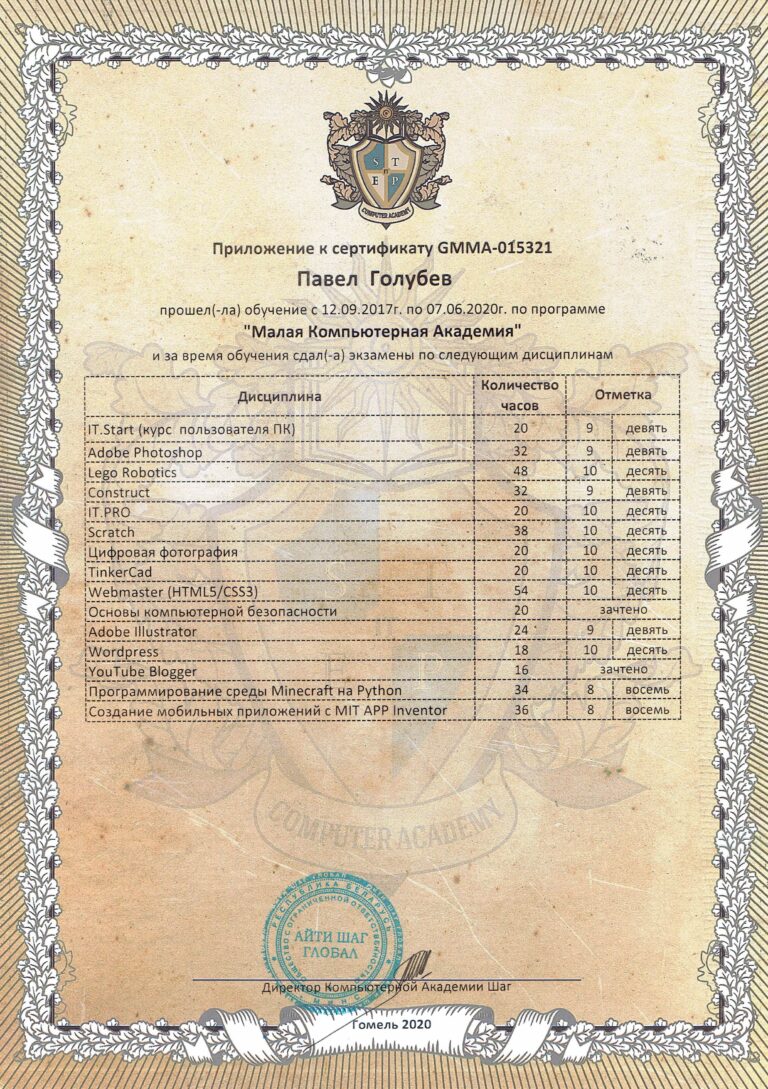 S T
E P
COMPUTER ACADEMY
Приложение к сертификату GMMA-015321
Павел Голубев
прошел(-ла) обучение с 12.09.2017г. по 07.06.2020г. по программе
"Малая Компьютерная Академия"
и за время обучения сдал(-а) экзамены по следующим дисциплинам
Дисциплина Количество часов Отметка
IT.Start (курс пользователя ПК) 20 9 девять
Adobe Photoshop 32 9 девять
Lego Robotics 48 10 десять
Construct 32 9 девять
IT.PRO 20 10 десять
Scratch 38 10 десять
Цифровая фотография 20 10 десять
TinkerCad 20 10 десять
Webmaster (HTML5/CSS3) 54 10 десять
Основы компьютерной безопасности 20 зачтено
Adobe Illustrator 24 9 девять
Wordpress 18 10 десять
YouTube Blogger 16 зачтено
Программирование среды Minecraft на Python 34 8 восемь
Создание мобильных приложений с MIT APP Inventor 36 8 восемь
COMPUTER ACADEMY
РЕСПУБЛИКА БЕЛАРУСЬ
ОБЩЕСТВО С ОГРАНИЧЕННОЙ ОТВЕТСТВЕННОСТЬЮ
АЙТИ ШАГ
ГЛОБАЛ
МИНСК
Директор Компьютерной Академии Шаг
Гомель 2020